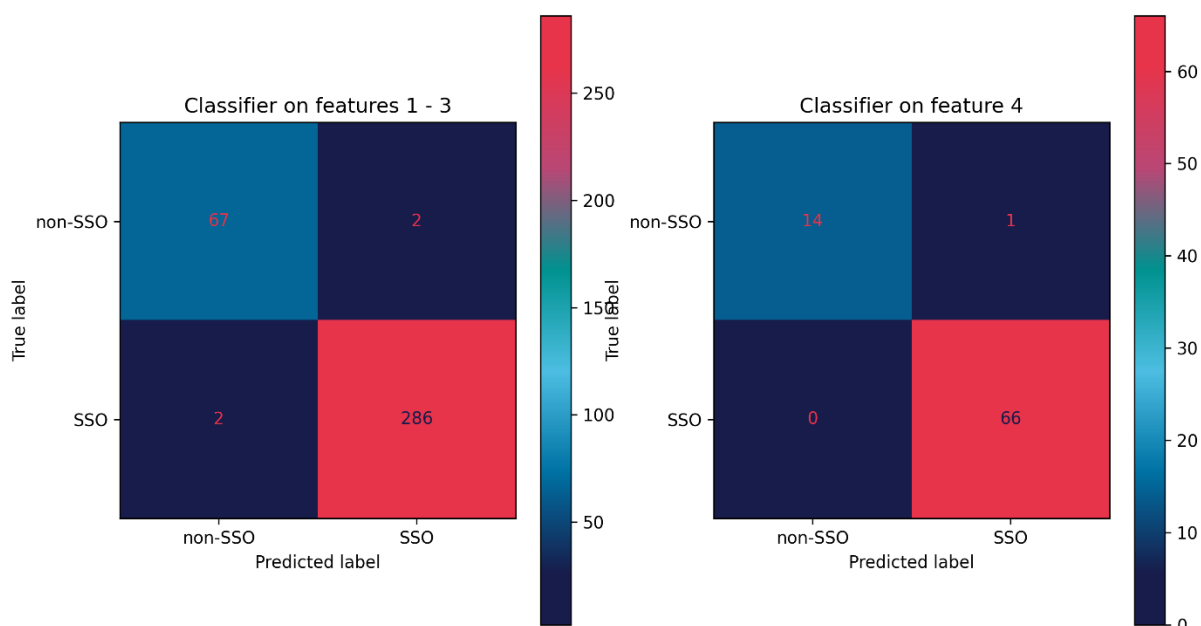 Classifier on features 1 - 3
True label
non-SSO
SSO
67
2
2
286
non-SSO
SSO
Predicted label
250
200
150
100
50
Classifier on feature 4
True label
non-SSO
SSO
14
1
0
66
non-SSO
SSO
Predicted label
60
50
40
30
20
10
0